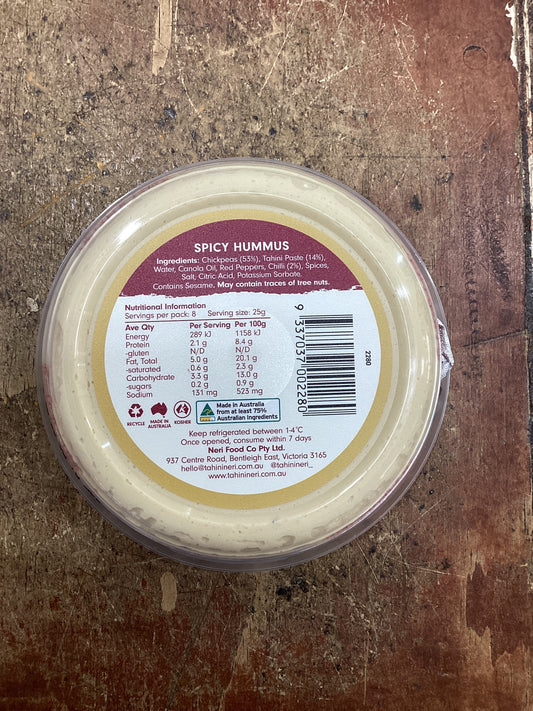 SPICY HUMMUS
Ingredients: Chickpeas (53%), Tahini Paste (14%),
Water, Canola Oil, Red Peppers, Chilli (2%), Spices,
Salt, Citric Acid, Potassium Sorbate.
Contains Sesame. May contain traces of tree nuts.
Nutritional Information
Servings per pack: 8 Serving size: 25g
Ave Qty Per Serving Per 100g
Energy 289 kJ 1158 kJ
Protein 2.1 g 8.4 g
-gluten N/D N/D
Fat, Total 5.0 g 20.1 g
-saturated 0.6 g 2.3 g
Carbohydrate 3.3 g 13.0 g
-sugars 0.2 g 0.9 g
Sodium 131 mg 523 mg
9 337037 002280
2280
RECYCLE
MADE IN
AUSTRALIA
KOSHER
Made in Australia
from at least 75%
Australian ingredients
Keep refrigerated between 1-4°C
Once opened, consume within 7 days
Neri Food Co Pty Ltd.
937 Centre Road, Bentleigh East, Victoria 3165
hello@tahinineri.com.au @tahinineri_
www.tahinineri.com.au